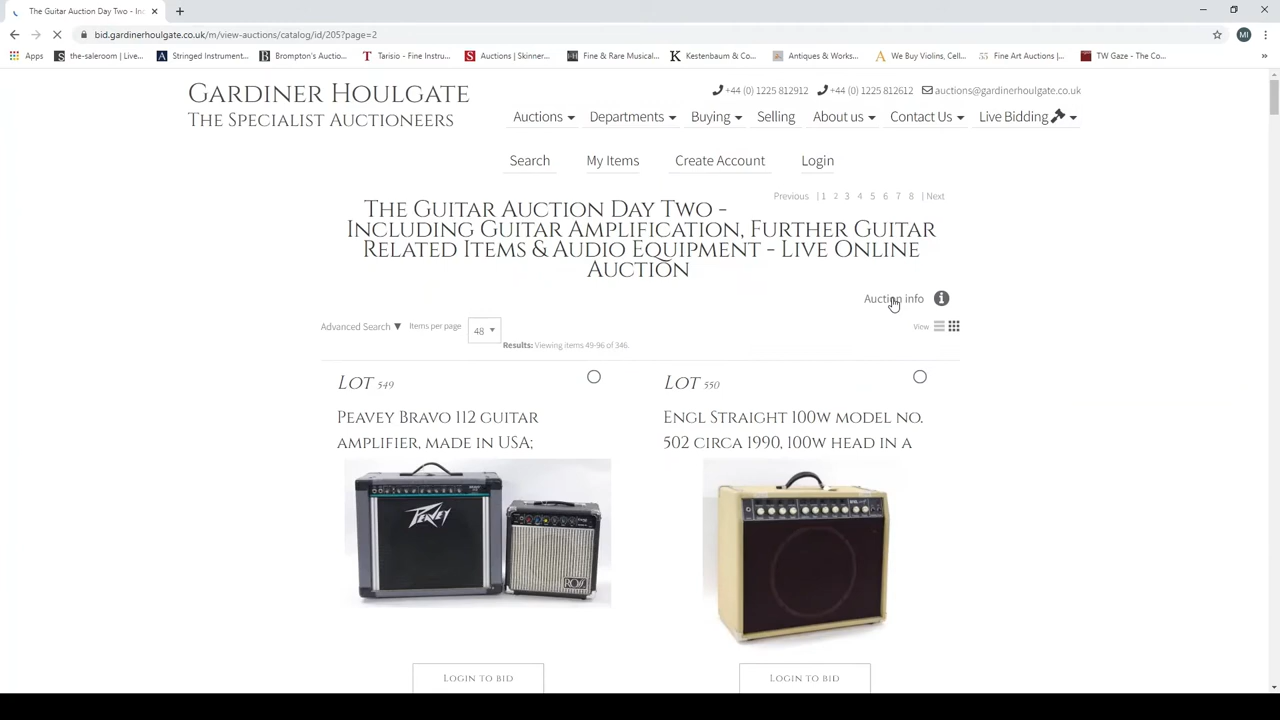 The Guitar Auction Day Two - In
bid.gardinerhoulgate.co.uk/m/view-auctions/catalog/id/205?page=2
MI
Apps the-saleroom | Live... Stringed Instrument... Brompton's Auctio... Tarisio - Fine Instru... Auctions | Skinner... Fine & Rare Musical... Kestenbaum & Co... Antiques & Works... We Buy Violins, Cell... Fine Art Auctions |... TW Gaze - The Co... »
GARDINER HOULGATE
THE SPECIALIST AUCTIONEERS
+44 (0) 1225 812912 +44 (0) 1225 812612 auctions@gardinerhoulgate.co.uk
Auctions Departments Buying Selling About us Contact Us Live Bidding
Search My Items Create Account Login
Previous | 1 2 3 4 5 6 7 8 | Next
THE GUITAR AUCTION DAY TWO -
INCLUDING GUITAR AMPLIFICATION, FURTHER GUITAR
RELATED ITEMS & AUDIO EQUIPMENT - LIVE ONLINE
AUCTION
Auction info
Advanced Search ▼ Items per page 48 View
Results: Viewing items 49-96 of 346.
LOT 549
PEAVEY BRAVO 112 GUITAR
AMPLIFIER, MADE IN USA;
PEAVEY
ROSS
LOGIN TO BID
LOT 550
ENGL STRAIGHT 100W MODEL NO.
502 CIRCA 1990, 100W HEAD IN A
LOGIN TO BID